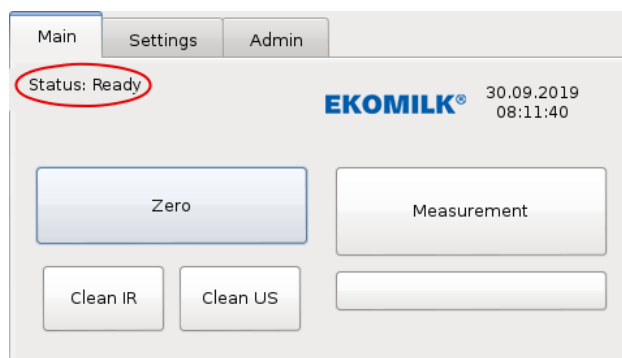 Main Settings Admin
Status: Ready
EKOMILK® 30.09.2019
08:11:40
Zero Measurement
Clean IR Clean US